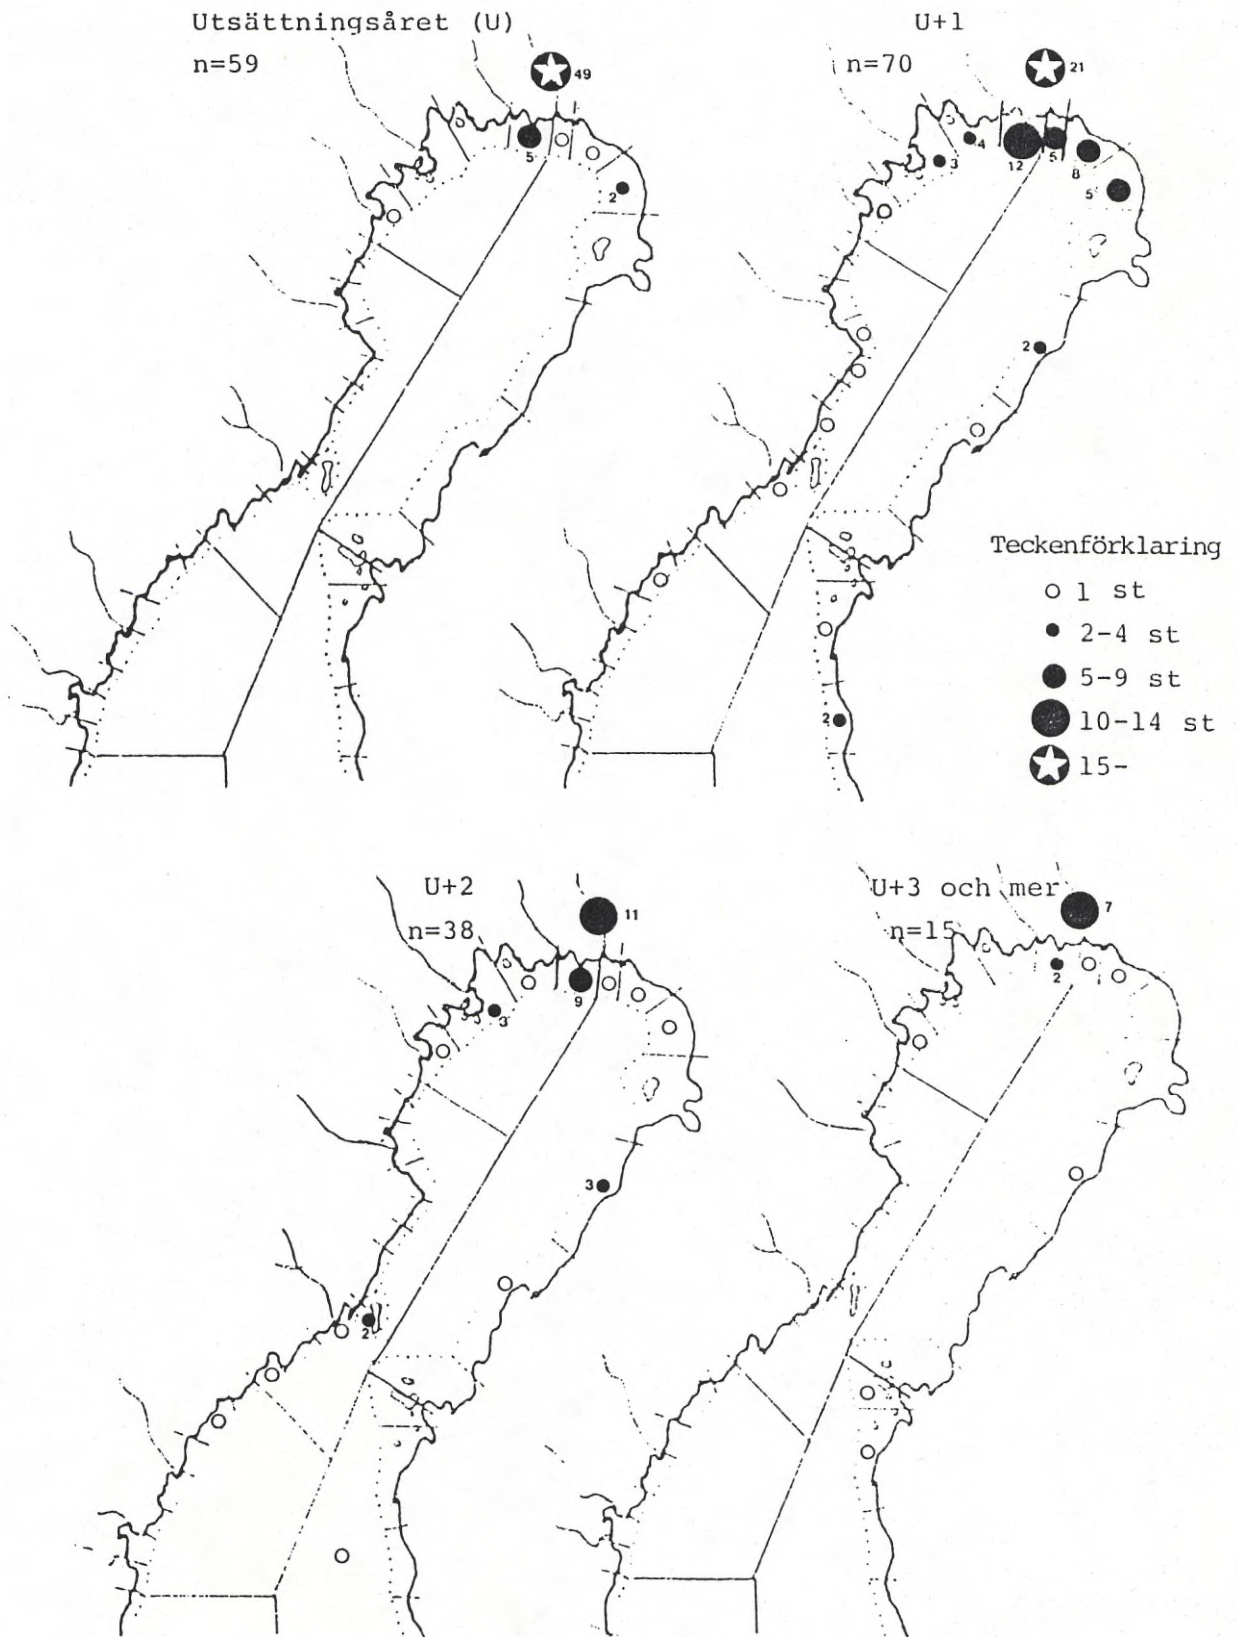 Utsättningsåret (U)
n=59
49
5
2
U+1
n=70
21
4
3
12
5
8
5
2
2
Teckenförklaring
1 st
2-4 st
5-9 st
10-14 st
15-
U+2
n=38
11
9
3
3
2
U+3 och mer
n=15
7
2